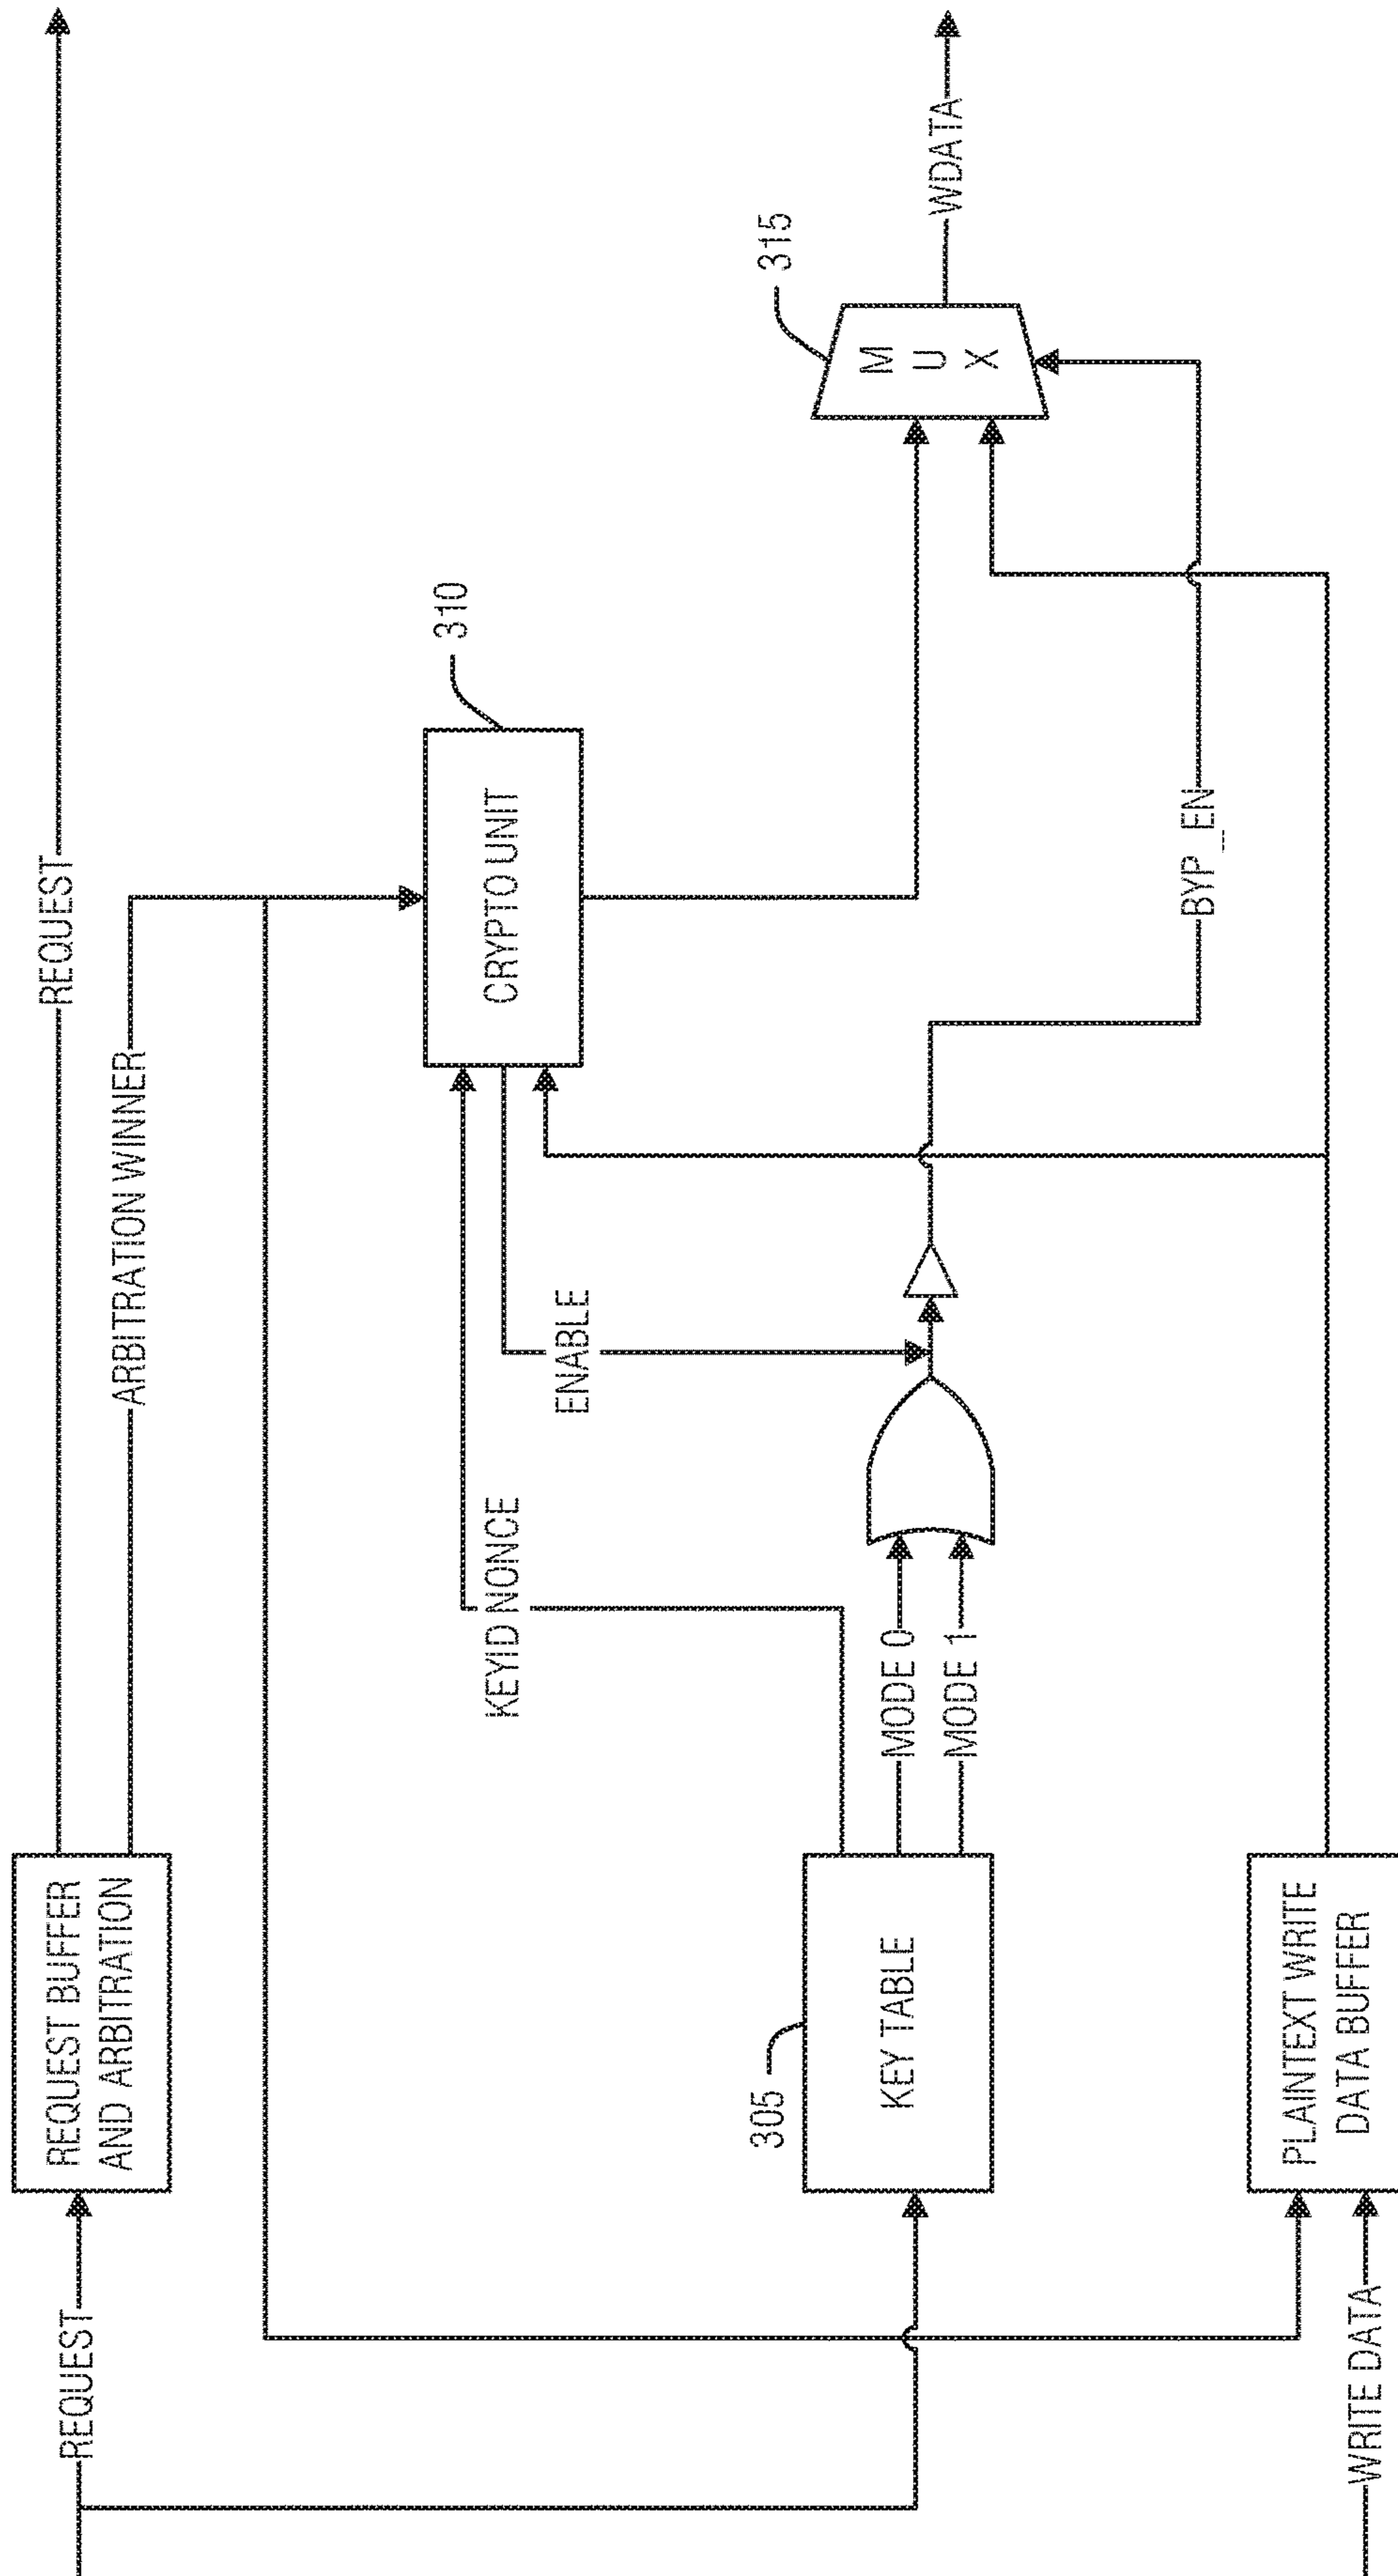 REQUEST
REQUEST BUFFER
AND ARBITRATION
REQUEST
ARBITRATION WINNER
305
KEY TABLE
KEYID NONCE
MODE 0
MODE 1
ENABLE
310
CRYPTO UNIT
315
M
U
X
WDATA
BYP_EN
WRITE DATA
PLAINTEXT WRITE
DATA BUFFER